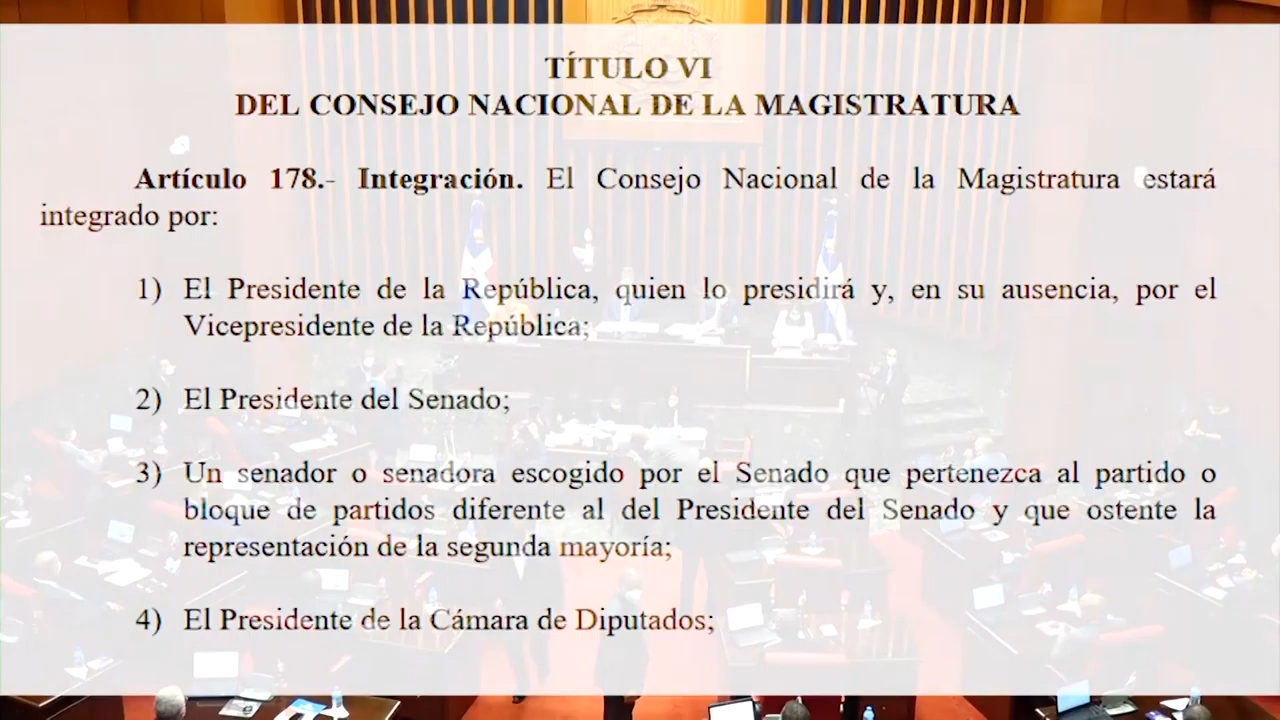 TÍTULO VI
DEL CONSEJO NACIONAL DE LA MAGISTRATURA
Artículo 178.- Integración. El Consejo Nacional de la Magistratura estará
integrado por:
1) El Presidente de la República, quien lo presidirá y, en su ausencia, por el
Vicepresidente de la República;
2) El Presidente del Senado;
3) Un senador o senadora escogido por el Senado que pertenezca al partido o
bloque de partidos diferente al del Presidente del Senado y que ostente la
representación de la segunda mayoría;
4) El Presidente de la Cámara de Diputados;